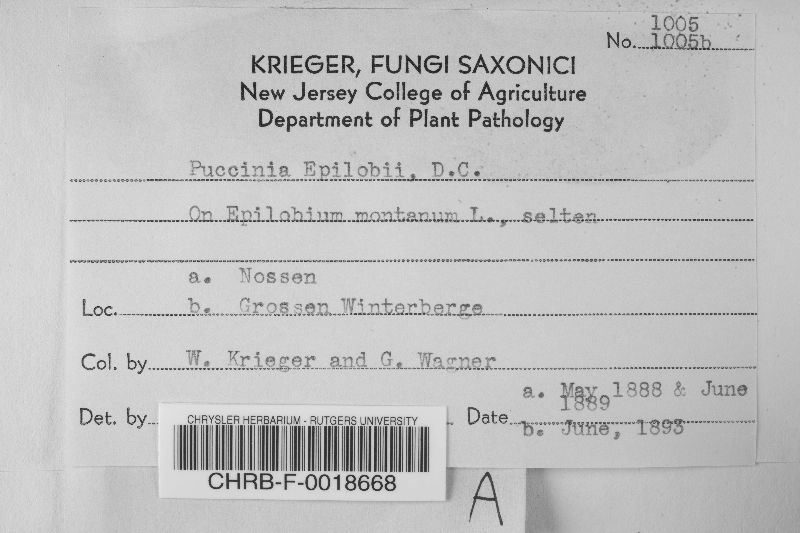 1005
No. 1005b
KRIEGER, FUNGI SAXONICI
New Jersey College of Agriculture
Department of Plant Pathology
Puccinia Epilobii, D.C.
On Epilobium montanum L., selten
a. Nossen
Loc. b. Grossen Winterberge
Col. by W. Krieger and G. Wagner
a. May 1888 & June
1889
Det. by Date
b. June, 1893
CHRYSLER HERBARIUM - RUTGERS UNIVERSITY
CHRB-F-0018668
A